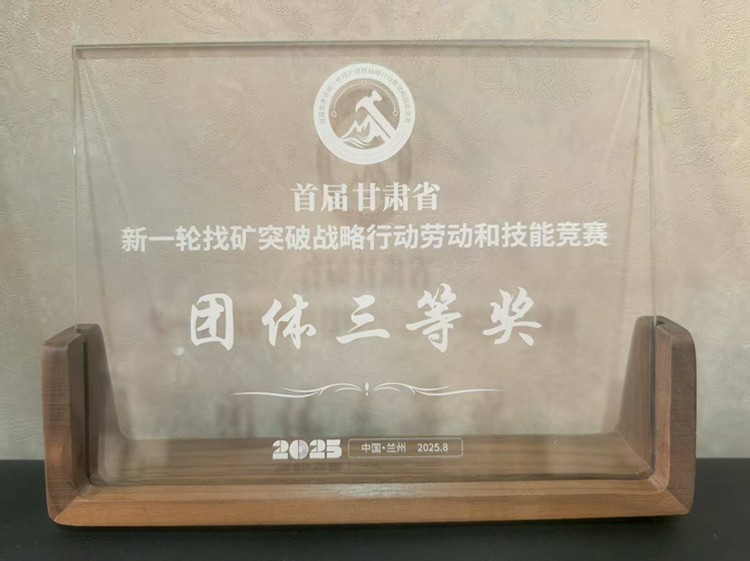 首届甘肃省
新一轮找矿突破战略行动劳动和技能竞赛
团体三等奖
2025 中国·兰州 2025.8